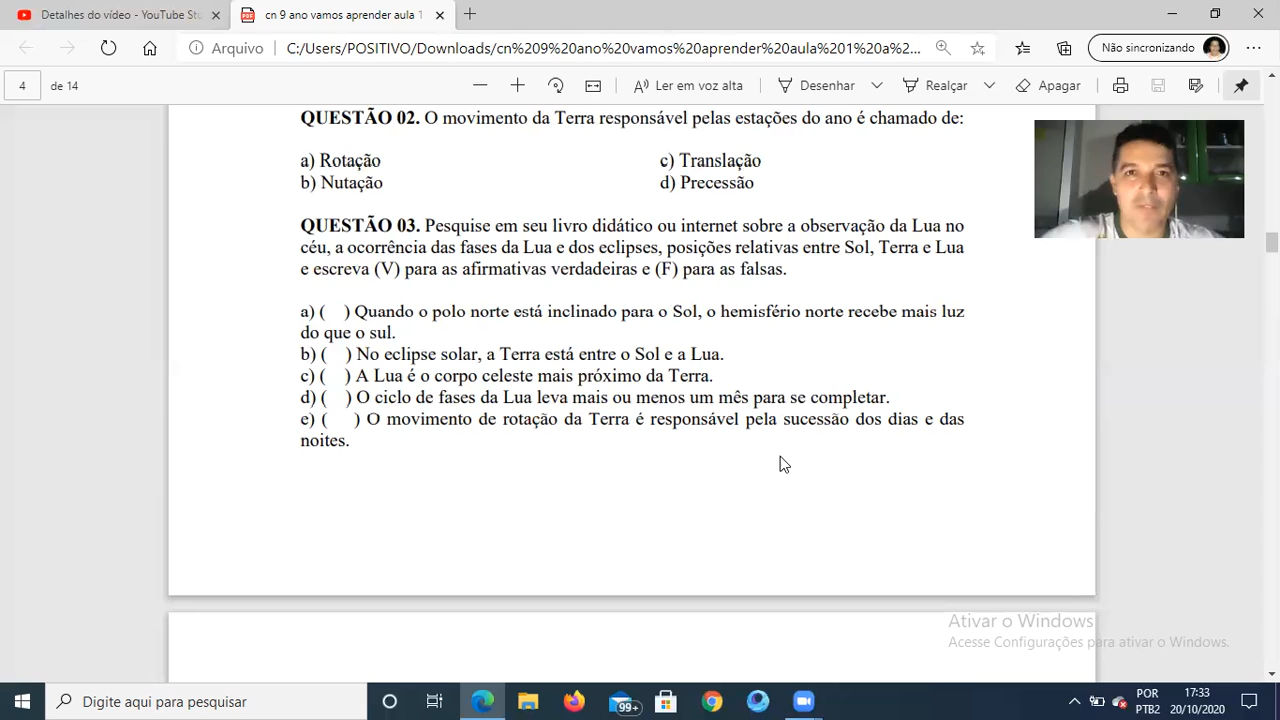 Detalhes do vídeo - YouTube Stu
cn 9 ano vamos aprender aula 1
Arquivo
C:/Users/POSITIVO/Downloads/cn%209%20ano%20vamos%20aprender%20aula%201%20a%2...
Não sincronizando
4
de 14
Ler em voz alta
Desenhar
Realçar
Apagar
QUESTÃO 02. O movimento da Terra responsável pelas estações do ano é chamado de:
a) Rotação
c) Translação
b) Nutação
d) Precessão
QUESTÃO 03. Pesquise em seu livro didático ou internet sobre a observação da Lua no
céu, a ocorrência das fases da Lua e dos eclipses, posições relativas entre Sol, Terra e Lua
e escreva (V) para as afirmativas verdadeiras e (F) para as falsas.
a) ( ) Quando o polo norte está inclinado para o Sol, o hemisfério norte recebe mais luz
do que o sul.
b) ( ) No eclipse solar, a Terra está entre o Sol e a Lua.
c) ( ) A Lua é o corpo celeste mais próximo da Terra.
d) ( ) O ciclo de fases da Lua leva mais ou menos um mês para se completar.
e) ( ) O movimento de rotação da Terra é responsável pela sucessão dos dias e das
noites.
Ativar o Windows
Acesse Configurações para ativar o Windows.
Digite aqui para pesquisar
99+
POR
PTB2
17:33
20/10/2020